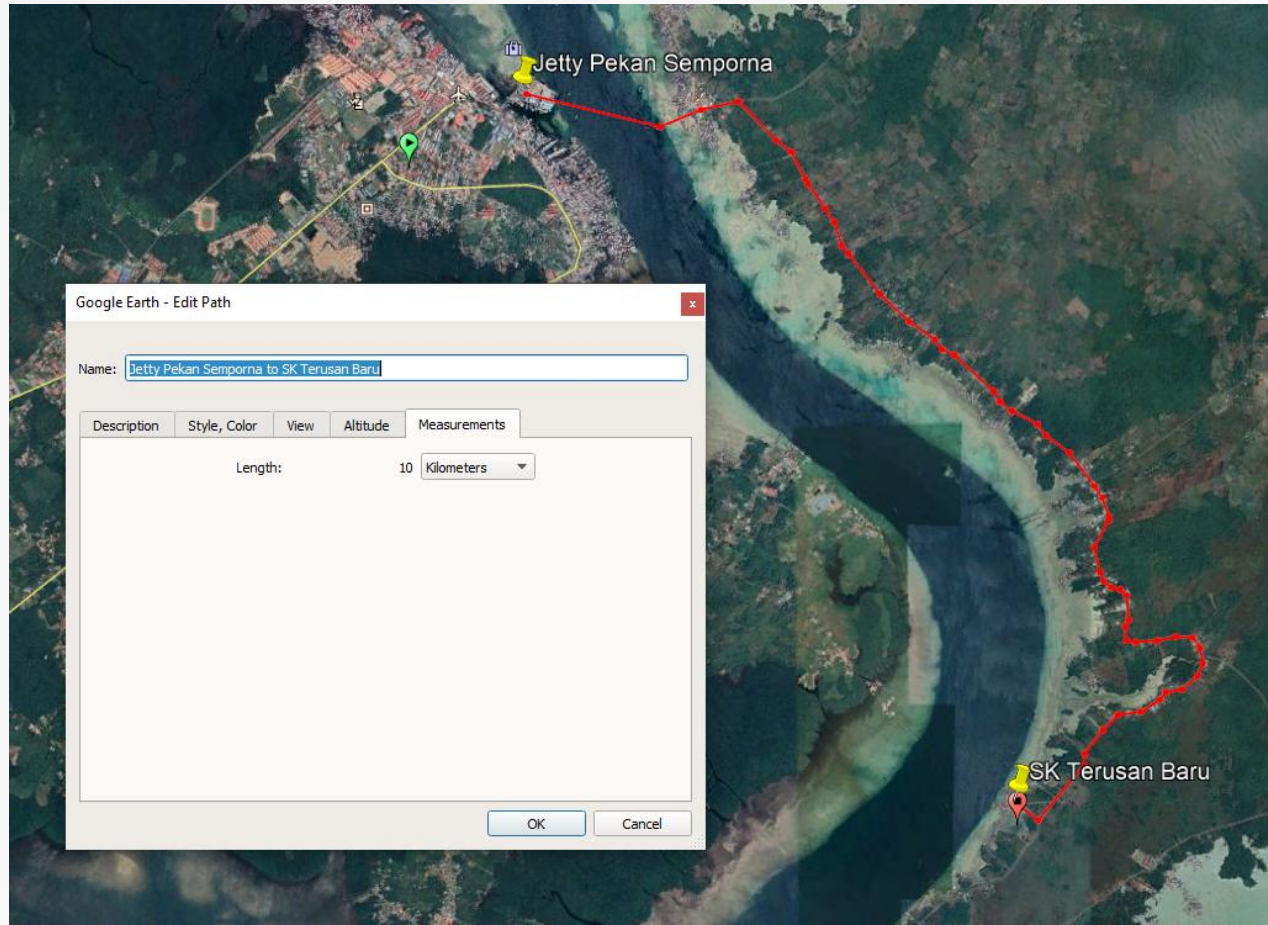 Jetty Pekan Semporna
Google Earth - Edit Path
x
Name: Jetty Pekan Semporna to SK Terusan Baru
Description Style, Color View Altitude Measurements
Length: 10 Kilometers
SK Terusan Baru
OK Cancel